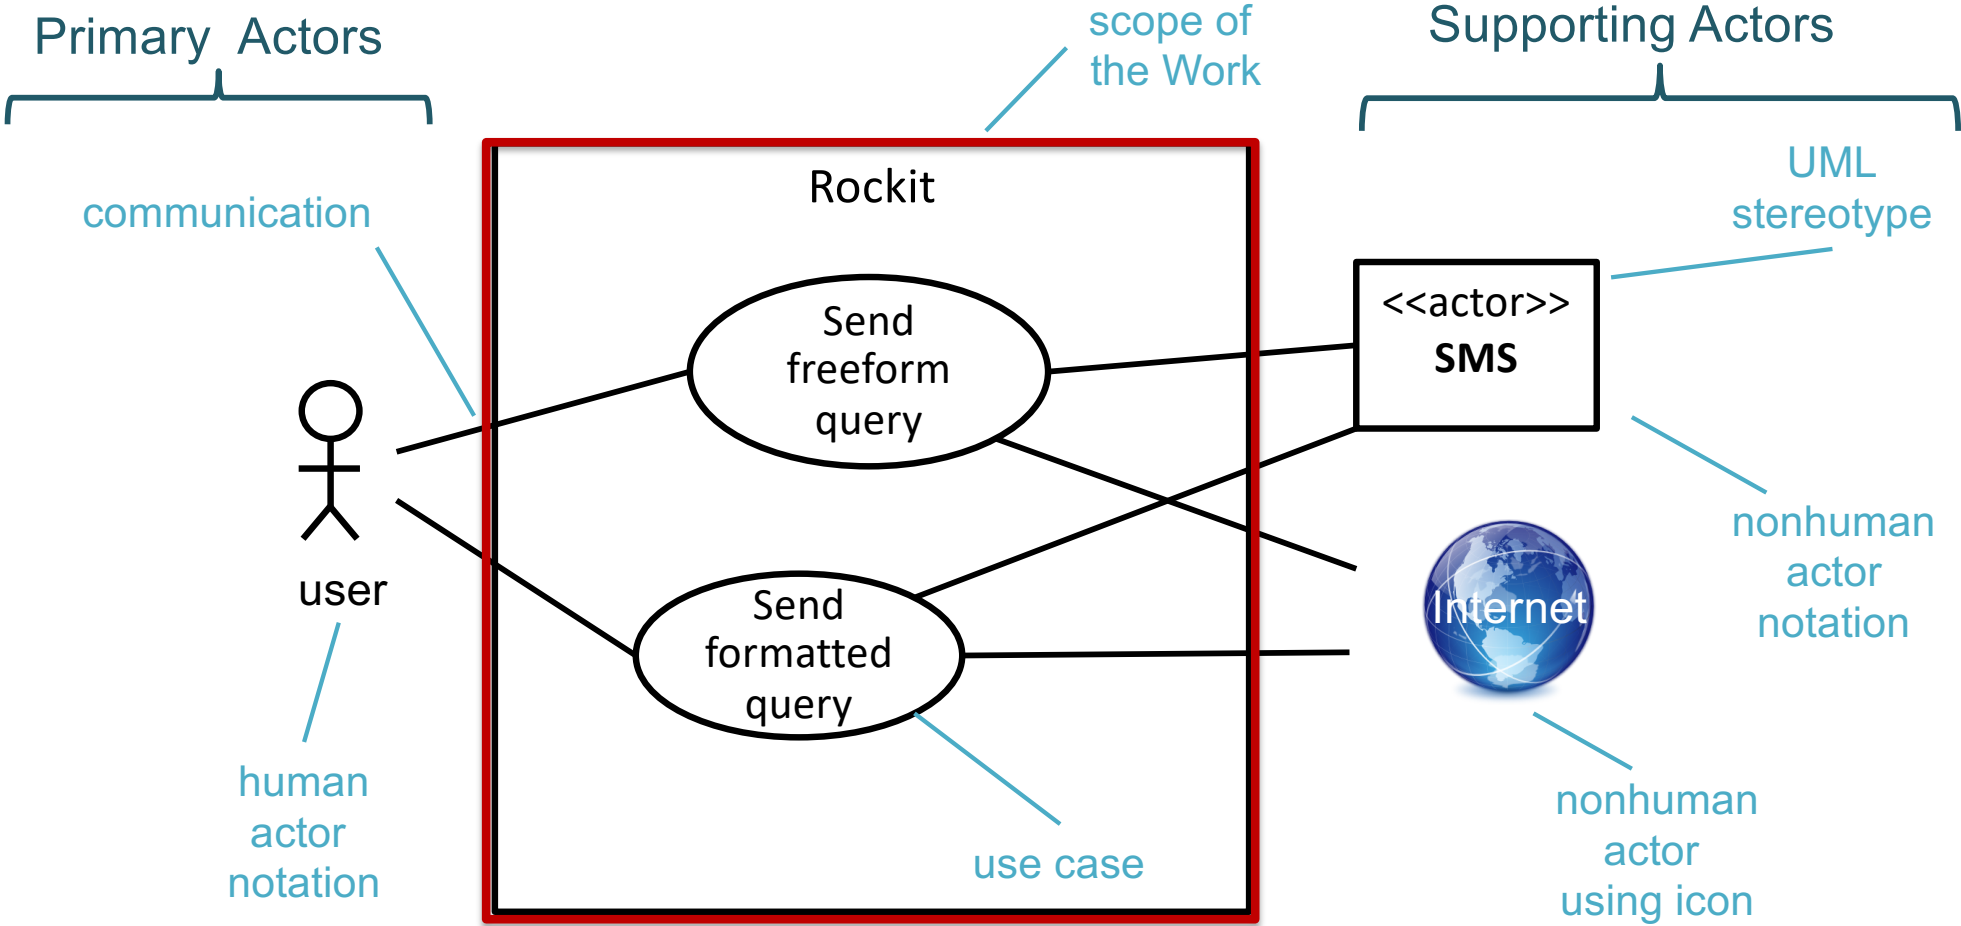 Primary Actors
scope of
the Work
Supporting Actors
communication
Rockit
UML
stereotype
Send
freeform
query
<<actor>>
SMS
user
Send
formatted
query
Internet
nonhuman
actor
notation
human
actor
notation
use case
nonhuman
actor
using icon